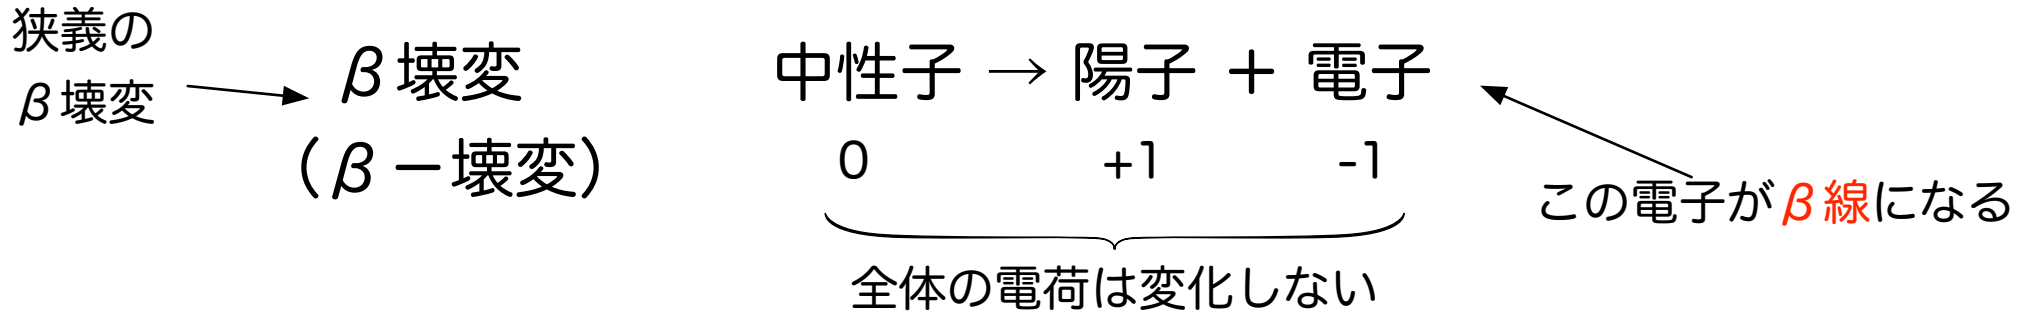 狭義の
β壊変
β壊変
（β－壊変）
中性子 → 陽子 + 電子
0 +1 -1
全体の電荷は変化しない
この電子がβ線になる